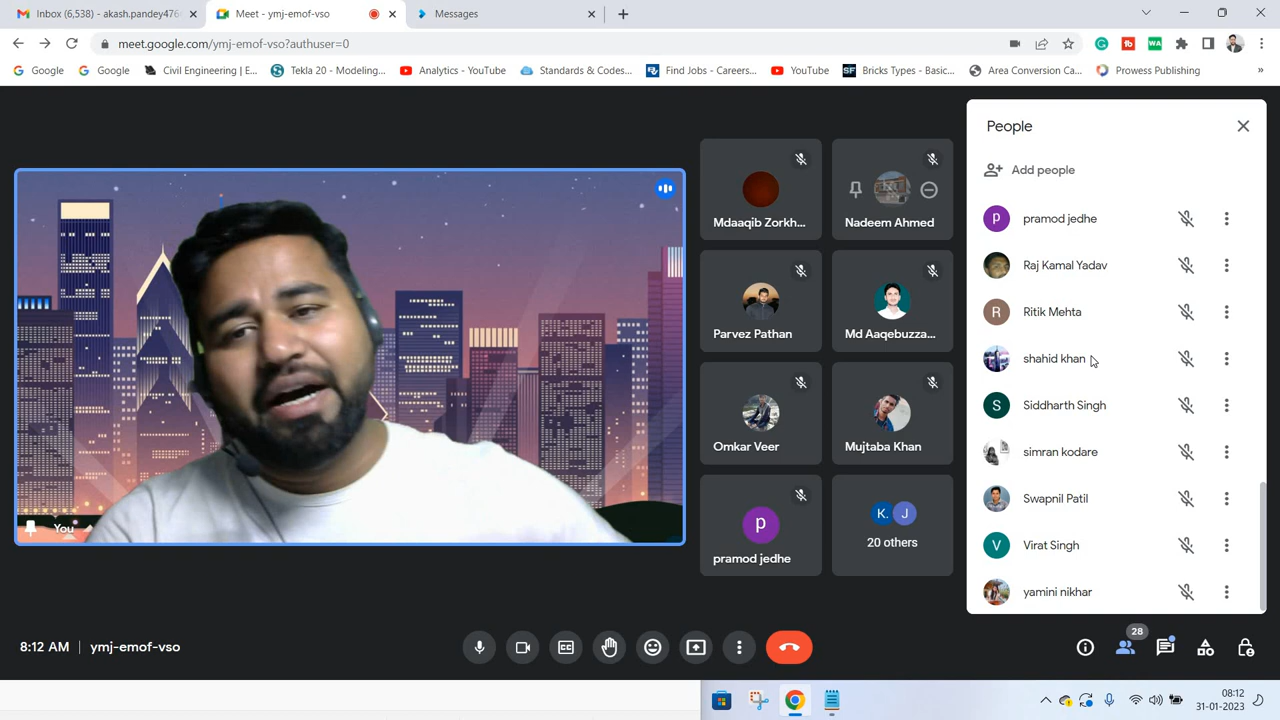 Inbox (6,538) - akash.pandey476
Meet - ymj-emof-vso
Messages
meet.google.com/ymj-emof-vso?authuser=0
Google
Google
Civil Engineering | E...
Tekla 20 - Modeling...
Analytics - YouTube
Standards & Codes...
Find Jobs - Careers...
YouTube
SF
Bricks Types - Basic...
Area Conversion Ca...
Prowess Publishing
»
WA
People
Add people
pramod jedhe
Raj Kamal Yadav
R
Ritik Mehta
shahid khan
S
Siddharth Singh
simran kodare
Swapnil Patil
V
Virat Singh
yamini nikhar
p
Mdaaqib Zorkh...
Nadeem Ahmed
Parvez Pathan
Md Aaqebuzza...
Omkar Veer
Mujtaba Khan
p
pramod jedhe
K. J
20 others
You
8:12 AM | ymj-emof-vso
28
08:12
31-01-2023